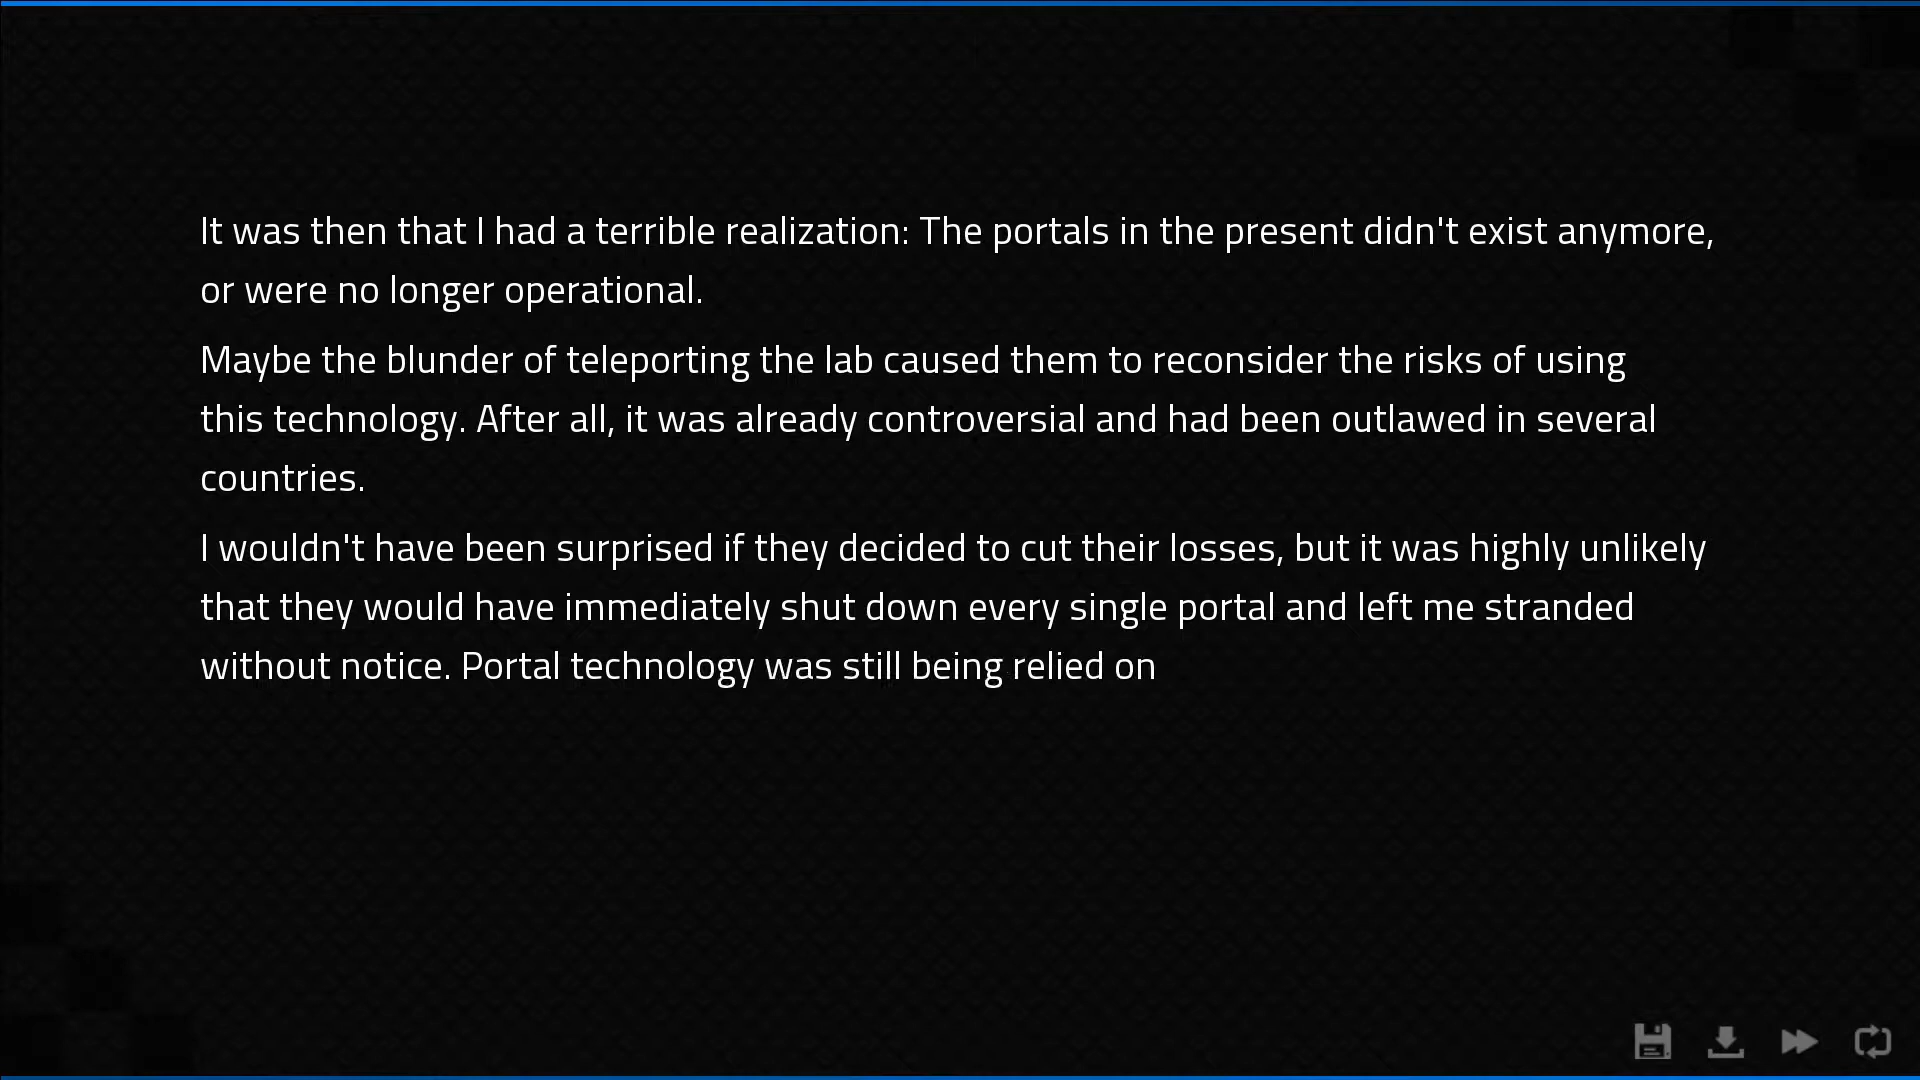 It was then that I had a terrible realization: The portals in the present didn't exist anymore,
or were no longer operational.
Maybe the blunder of teleporting the lab caused them to reconsider the risks of using
this technology. After all, it was already controversial and had been outlawed in several
countries.
I wouldn't have been surprised if they decided to cut their losses, but it was highly unlikely
that they would have immediately shut down every single portal and left me stranded
without notice. Portal technology was still being relied on